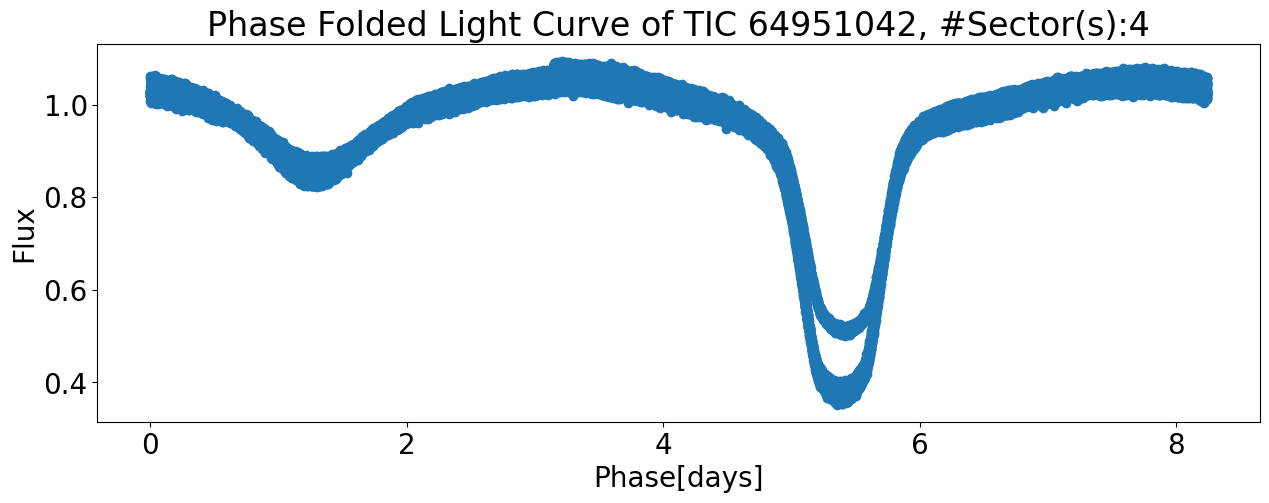 Phase Folded Light Curve of TIC 64951042, #Sector(s):4
Flux
1.0
0.8
0.6
0.4
0 2 4 6 8
Phase[days]